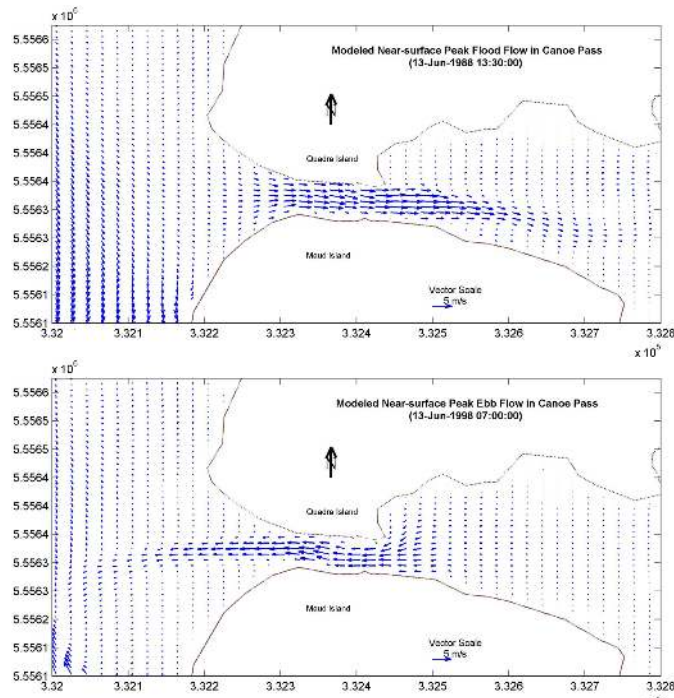 x 10⁶
5.5566
Modeled Near-surface Peak Flood Flow in Canoe Pass
(13-Jun-1988 13:30:00)
5.5565
5.5565
N
5.5564
Quadra Island
5.5564
5.5563
5.5563
Maud Island
5.5562
Vector Scale
5 m/s
5.5561
5.5561
3.32 3.321 3.322 3.323 3.324 3.325 3.326 3.327 3.328
x 10⁵
x 10⁶
5.5566
Modeled Near-surface Peak Ebb Flow in Canoe Pass
(13-Jun-1998 07:00:00)
5.5565
5.5565
N
5.5564
Quadra Island
5.5564
5.5563
5.5563
5.5562
Maud Island
5.5561
Vector Scale
5 m/s
5.5561
3.32 3.321 3.322 3.323 3.324 3.325 3.326 3.327 3.328